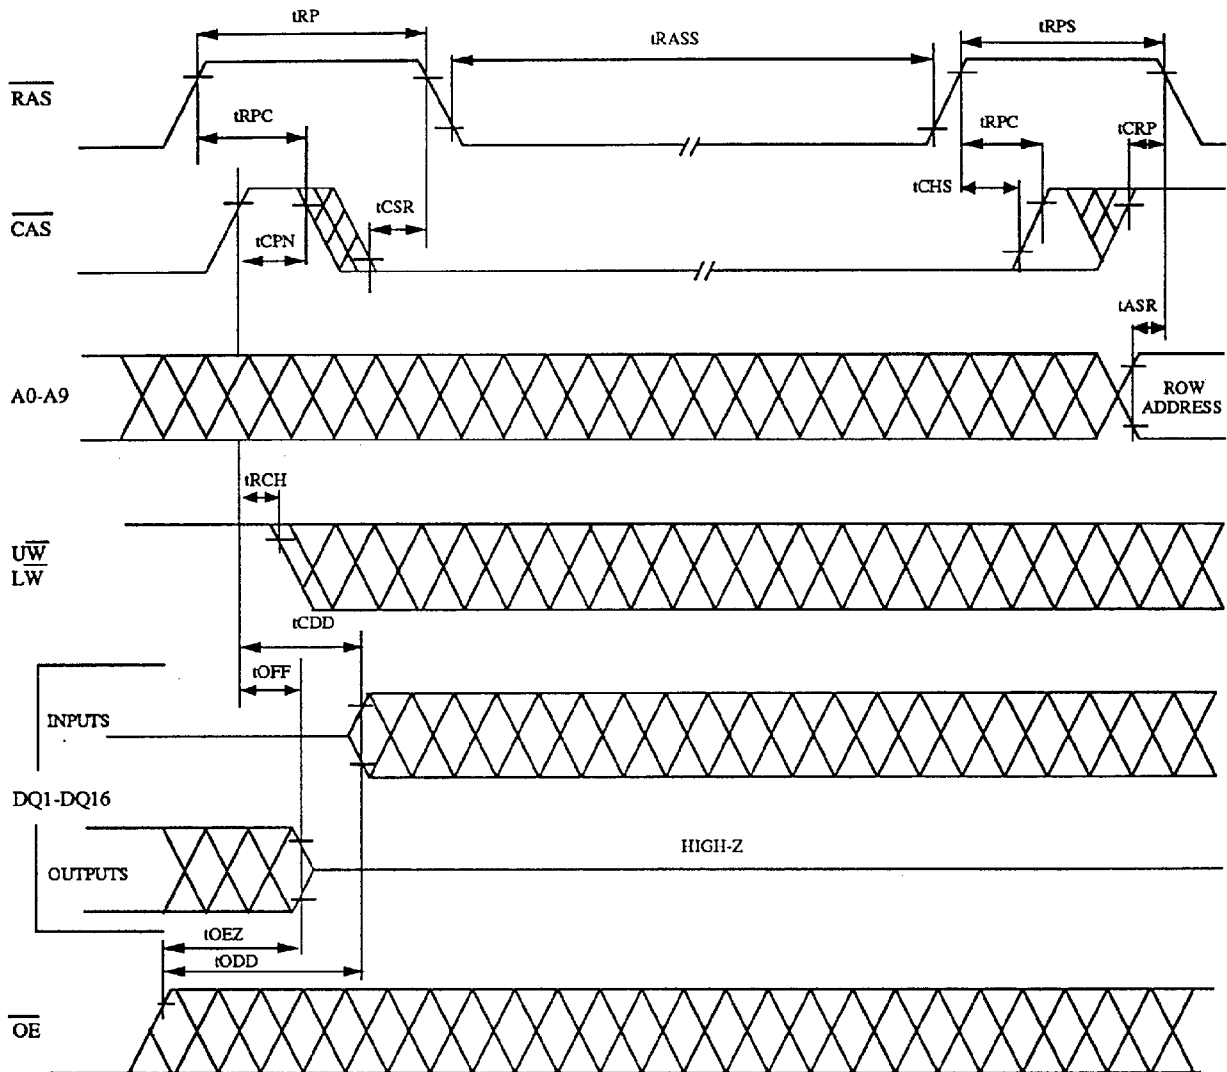 tRP
tRASS
tRPS
RAS
tRPC
tRPC
tCRP
tCHS
CAS
tCSR
tCPN
tASR
A0-A9
ROW
ADDRESS
tRCH
UW
LW
tCDD
tOFF
INPUTS
DQ1-DQ16
HIGH-Z
OUTPUTS
tOEZ
tODD
OE